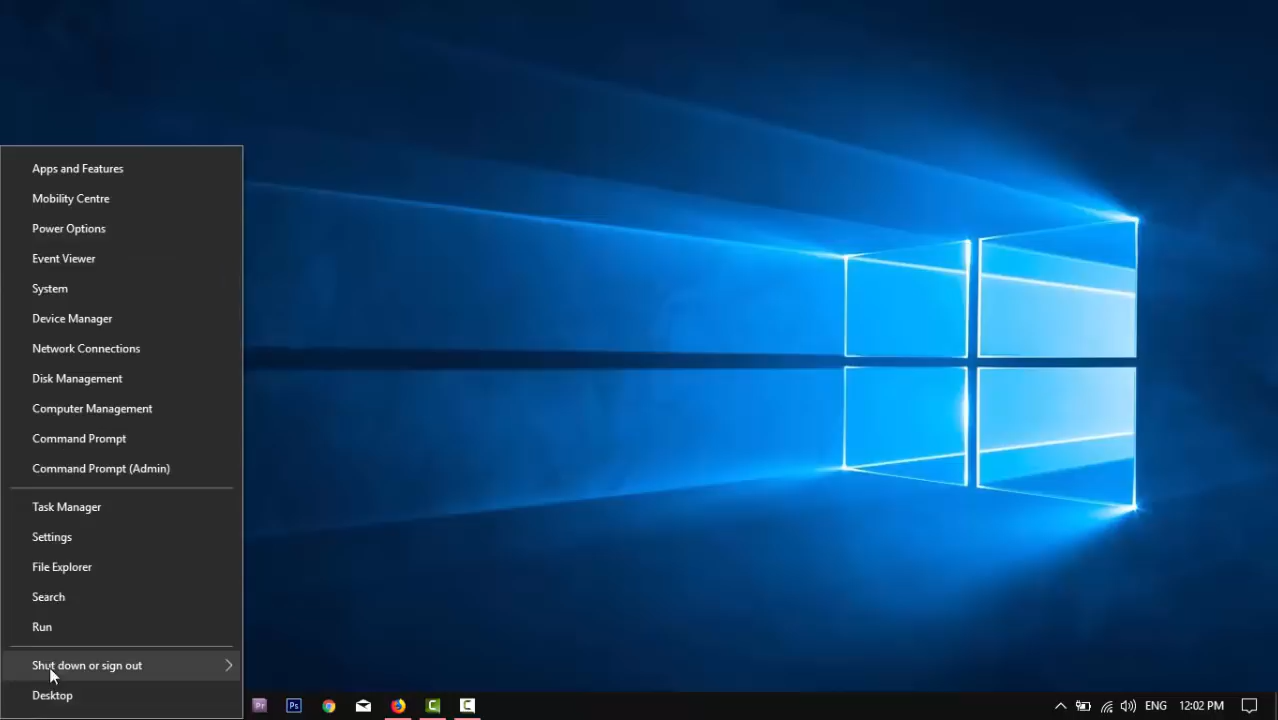 Apps and Features
Mobility Centre
Power Options
Event Viewer
System
Device Manager
Network Connections
Disk Management
Computer Management
Command Prompt
Command Prompt (Admin)
Task Manager
Settings
File Explorer
Search
Run
Shut down or sign out
Desktop
Pr
Ps
C
C
ENG
12:02 PM